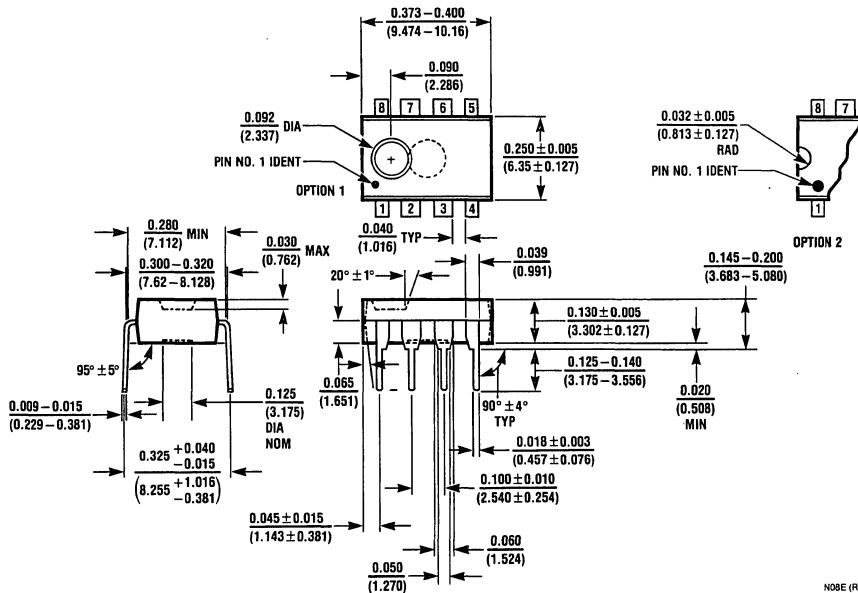 0.373–0.400
(9.474–10.16)
0.090
(2.286)
8 7 6 5
0.092 DIA
(2.337)
PIN NO. 1 IDENT
OPTION 1
1 2 3 4
0.250 ± 0.005
(6.35 ± 0.127)
0.032 ± 0.005
(0.813 ± 0.127)
RAD
PIN NO. 1 IDENT
8 7
1
OPTION 2
0.280 MIN
(7.112)
0.300–0.320
(7.62–8.128)
0.030 MAX
(0.762)
0.040 TYP
(1.016)
20° ± 1°
0.039
(0.991)
0.145–0.200
(3.683–5.080)
0.130 ± 0.005
(3.302 ± 0.127)
0.125–0.140
(3.175–3.556)
0.020
(0.508)
MIN
95° ± 5°
0.009–0.015
(0.229–0.381)
0.125
(3.175)
DIA
NOM
0.065
(1.651)
90° ± 4°
TYP
0.018 ± 0.003
(0.457 ± 0.076)
0.325 +0.040 −0.015
(8.255 +1.016 −0.381)
0.100 ± 0.010
(2.540 ± 0.254)
0.045 ± 0.015
(1.143 ± 0.381)
0.060
(1.524)
0.050
(1.270)
N08E (R